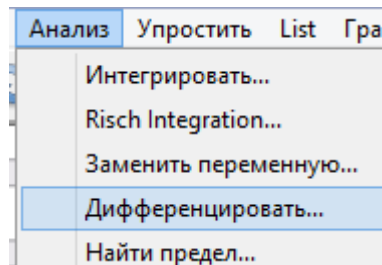 Анализ Упростить List Гра
Интегрировать...
Risch Integration...
Заменить переменную...
Дифференцировать...
Найти предел...